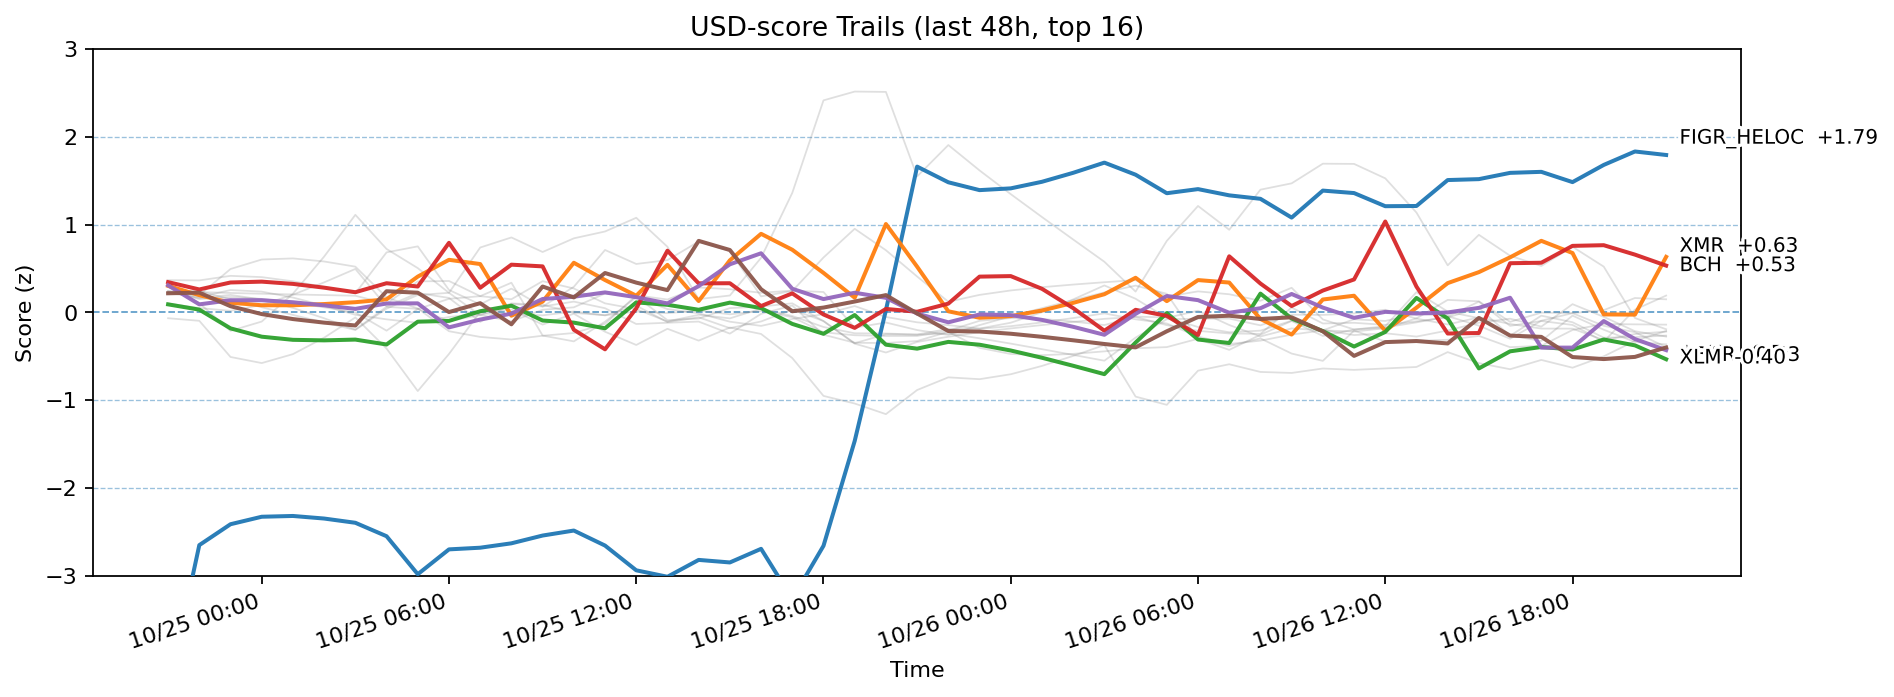 USD-score Trails (last 48h, top 16)
Score (z)
3
2
1
0
−1
−2
−3
FIGR_HELOC +1.79
XMR +0.63
BCH +0.53
XLM -0.40
10/25 00:00
10/25 06:00
10/25 12:00
10/25 18:00
10/26 00:00
10/26 06:00
10/26 12:00
10/26 18:00
Time